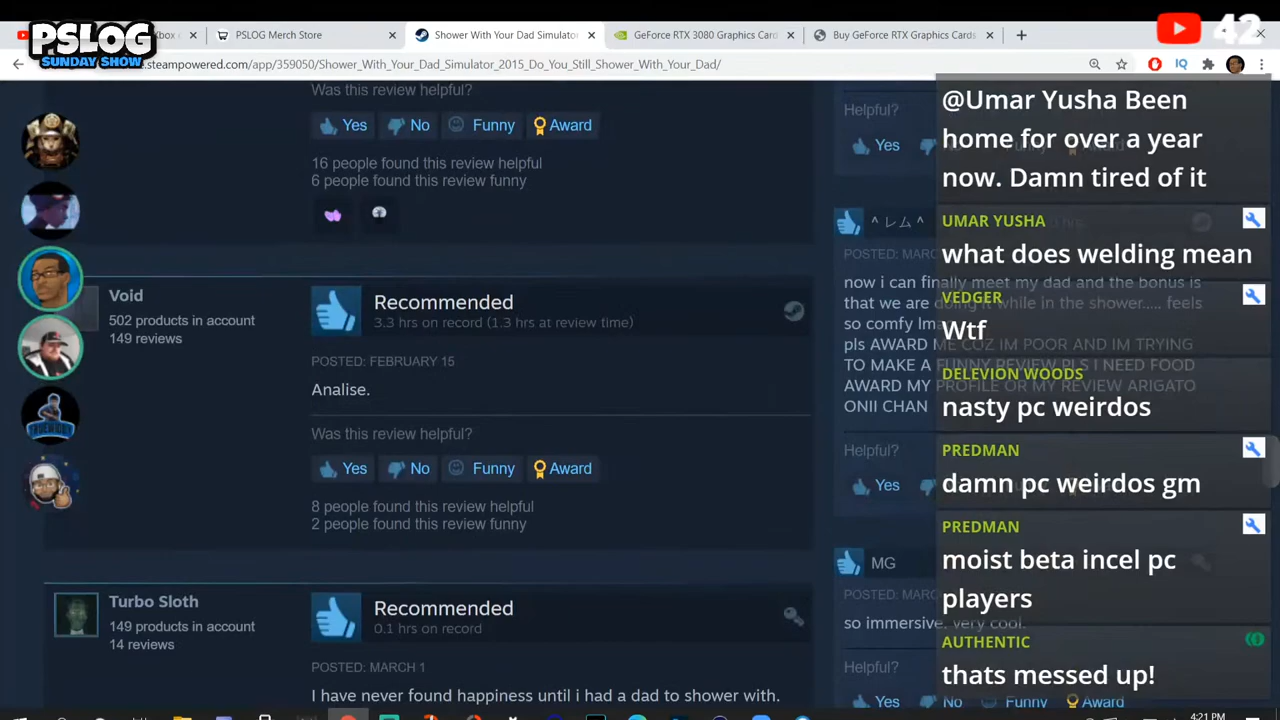 PSLOG
SUNDAY SHOW
PSLOG Merch Store
Shower With Your Dad Simulator
GeForce RTX 3080 Graphics Card
Buy GeForce RTX Graphics Cards
42
.steampowered.com/app/359050/Shower_With_Your_Dad_Simulator_2015_Do_You_Still_Shower_With_Your_Dad/
IQ
Was this review helpful?
Yes
No
Funny
Award
16 people found this review helpful
6 people found this review funny
Void
502 products in account
149 reviews
Recommended
3.3 hrs on record (1.3 hrs at review time)
POSTED: FEBRUARY 15
Analise.
Was this review helpful?
Yes
No
Funny
Award
8 people found this review helpful
2 people found this review funny
Turbo Sloth
149 products in account
14 reviews
Recommended
0.1 hrs on record
POSTED: MARCH 1
I have never found happiness until i had a dad to shower with.
Helpful?
Yes
^ レム ^
POSTED: MARC
now i can finally meet my dad and the bonus is
that we are doing it while in the shower..... feels
so comfy lm
pls AWARD ME COZ IM POOR AND IM TRYING
TO MAKE A FUNNY REVIEW PLS I NEED FOOD
AWARD MY PROFILE OR MY REVIEW ARIGATO
ONII CHAN
Helpful?
Yes
MG
POSTED: MARC
so immersive. very cool.
Helpful?
Yes
No
Funny
Award
@Umar Yusha Been
home for over a year
now. Damn tired of it
UMAR YUSHA
what does welding mean
VEDGER
Wtf
DELEVION WOODS
nasty pc weirdos
PREDMAN
damn pc weirdos gm
PREDMAN
moist beta incel pc
players
AUTHENTIC
thats messed up!
4:21 PM